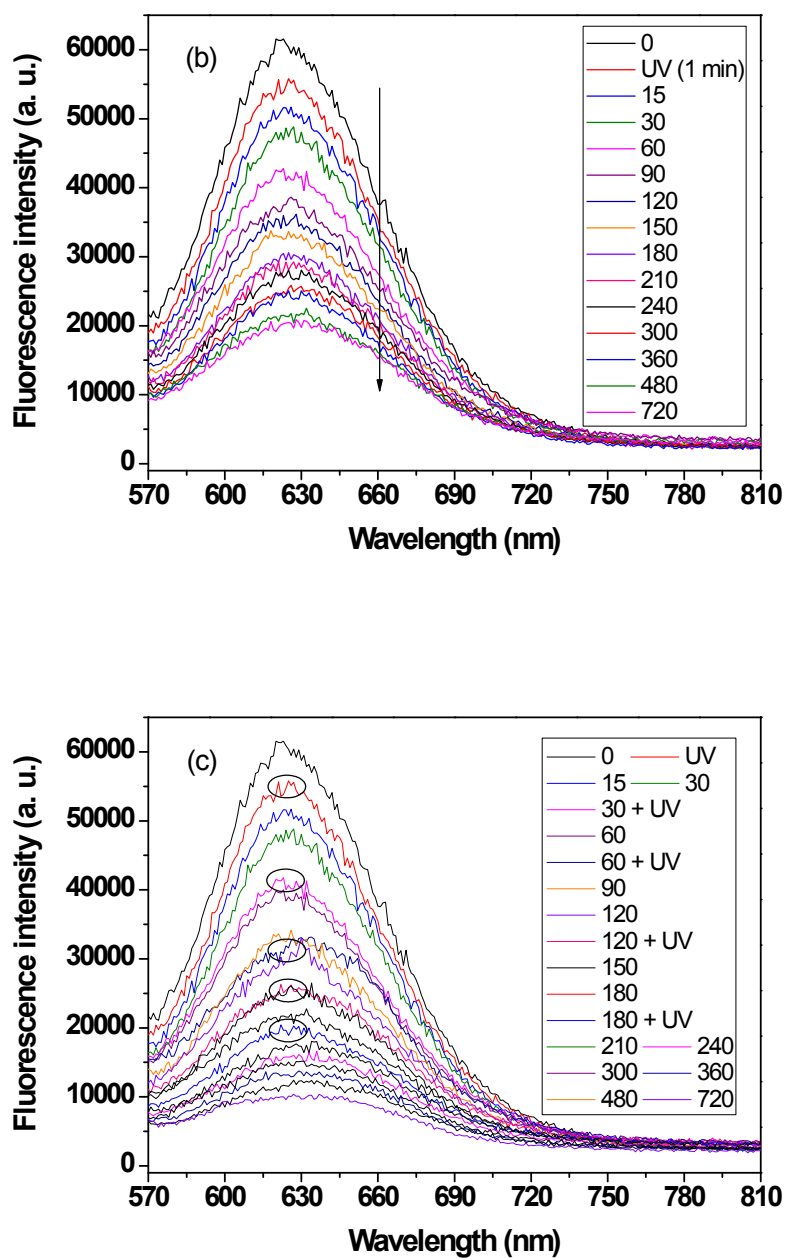 (b)
Fluorescence intensity (a. u.)
60000
50000
40000
30000
20000
10000
0
570 600 630 660 690 720 750 780 810
Wavelength (nm)
0
UV (1 min)
15
30
60
90
120
150
180
210
240
300
360
480
720
(c)
Fluorescence intensity (a. u.)
60000
50000
40000
30000
20000
10000
0
570 600 630 660 690 720 750 780 810
Wavelength (nm)
0 UV
15 30
30 + UV
60
60 + UV
90
120
120 + UV
150
180
180 + UV
210 240
300 360
480 720